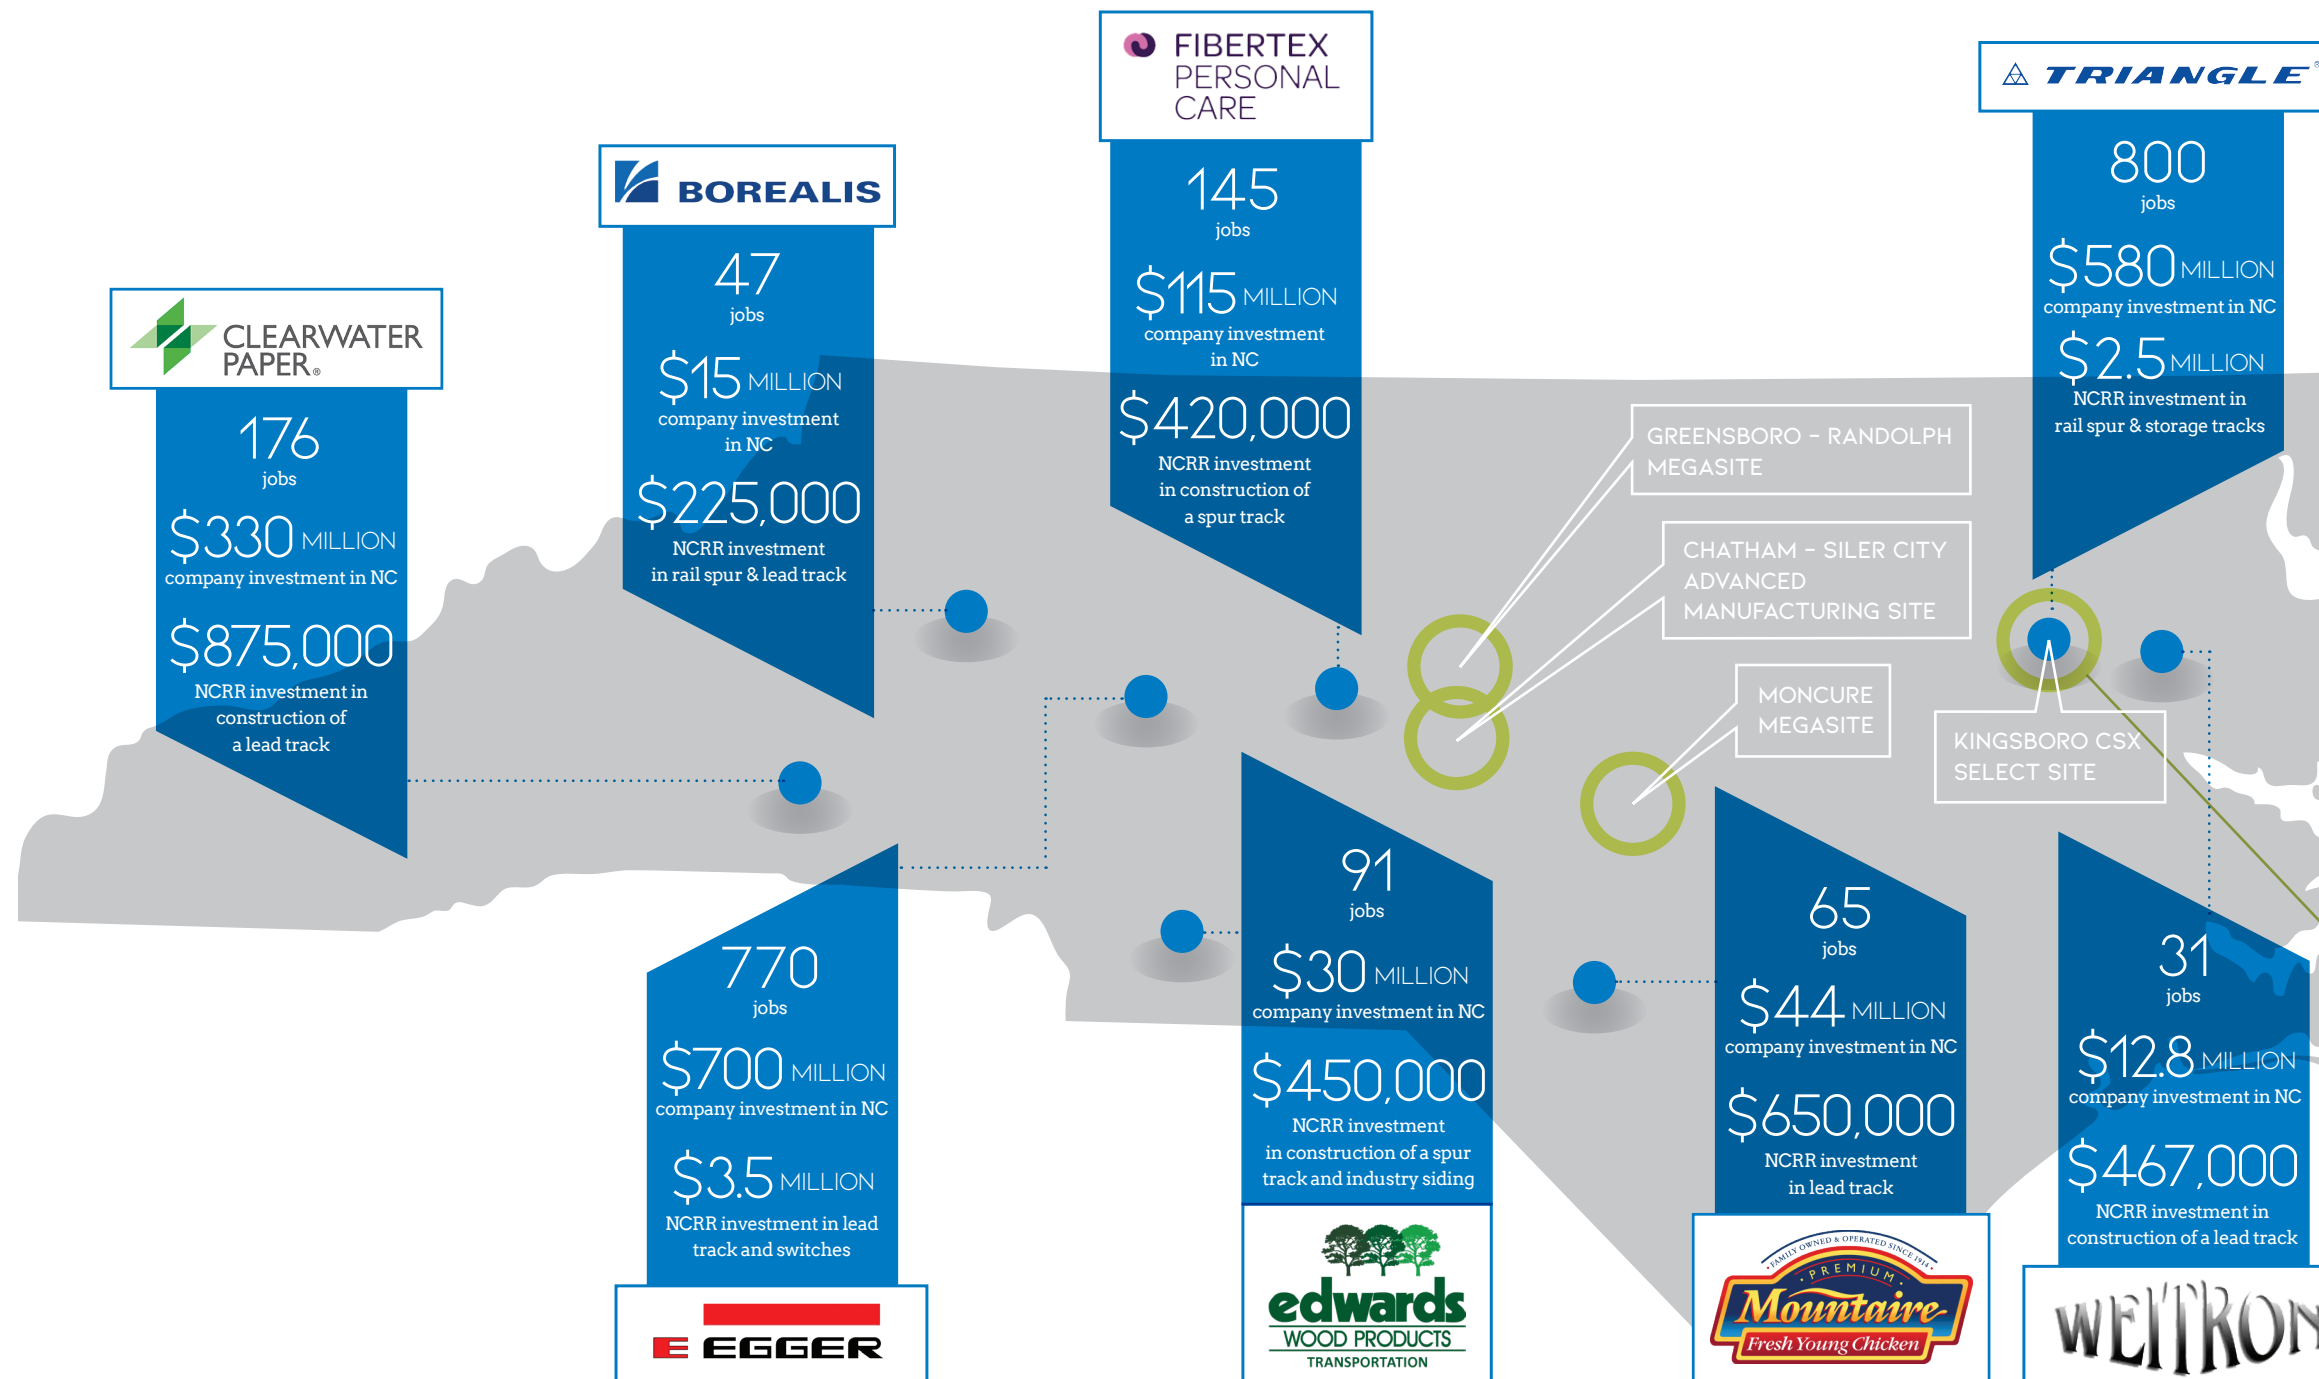 CLEARWATER
PAPER®
176
jobs
$330 MILLION
company investment in NC
$875,000
NCRR investment in
construction of
a lead track
BOREALIS
47
jobs
$15 MILLION
company investment
in NC
$225,000
NCRR investment
in rail spur & lead track
FIBERTEX
PERSONAL
CARE
145
jobs
$115 MILLION
company investment
in NC
$420,000
NCRR investment
in construction of
a spur track
TRIANGLE®
800
jobs
$580 MILLION
company investment in NC
$2.5 MILLION
NCRR investment in
rail spur & storage tracks
GREENSBORO - RANDOLPH
MEGASITE
CHATHAM - SILER CITY
ADVANCED
MANUFACTURING SITE
MONCURE
MEGASITE
KINGSBORO CSX
SELECT SITE
770
jobs
$700 MILLION
company investment in NC
$3.5 MILLION
NCRR investment in lead
track and switches
E EGGER
91
jobs
$30 MILLION
company investment in NC
$450,000
NCRR investment
in construction of a spur
track and industry siding
edwards
WOOD PRODUCTS
TRANSPORTATION
65
jobs
$44 MILLION
company investment in NC
$650,000
NCRR investment
in lead track
• FAMILY OWNED & OPERATED SINCE 1914 •
• PREMIUM •
Mountaire
Fresh Young Chicken
31
jobs
$12.8 MILLION
company investment in NC
$467,000
NCRR investment in
construction of a lead track
WEITRON